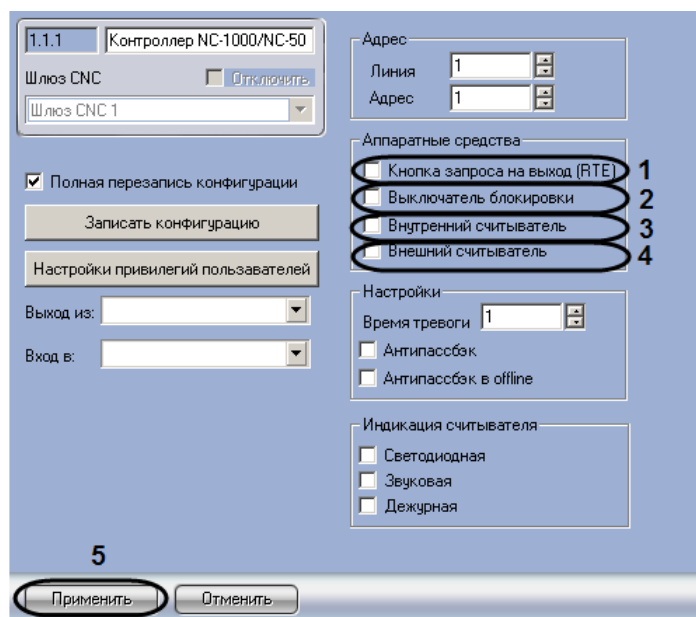 1.1.1 Контроллер NC-1000/NC-50
Шлюз CNC Отключить
Шлюз CNC 1
Полная перезапись конфигурации
Записать конфигурацию
Настройки привилегий пользавателей
Выход из:
Вход в:
Адрес
Линия 1
Адрес 1
Аппаратные средства
Кнопка запроса на выход (RTE) 1
Выключатель блокировки 2
Внутренний считыватель 3
Внешний считыватель 4
Настройки
Время тревоги 1
Антипассбэк
Антипассбэк в offline
Индикация считывателя
Светодиодная
Звуковая
Дежурная
5
Применить Отменить